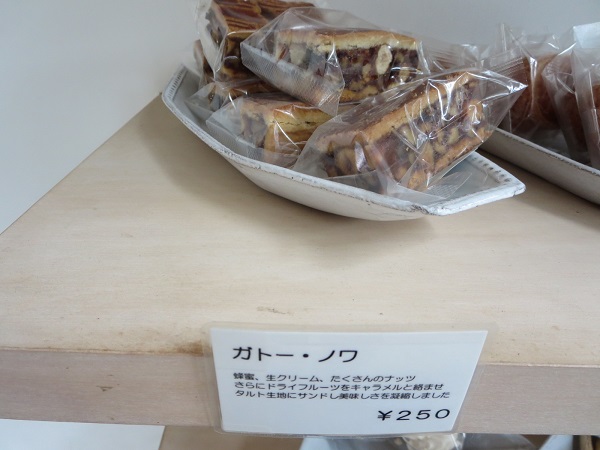 ガトー・ノワ
蜂蜜、生クリーム、たくさんのナッツ
さらにドライフルーツをキャラメルと絡ませ
タルト生地にサンドし美味しさを凝縮しました
¥250